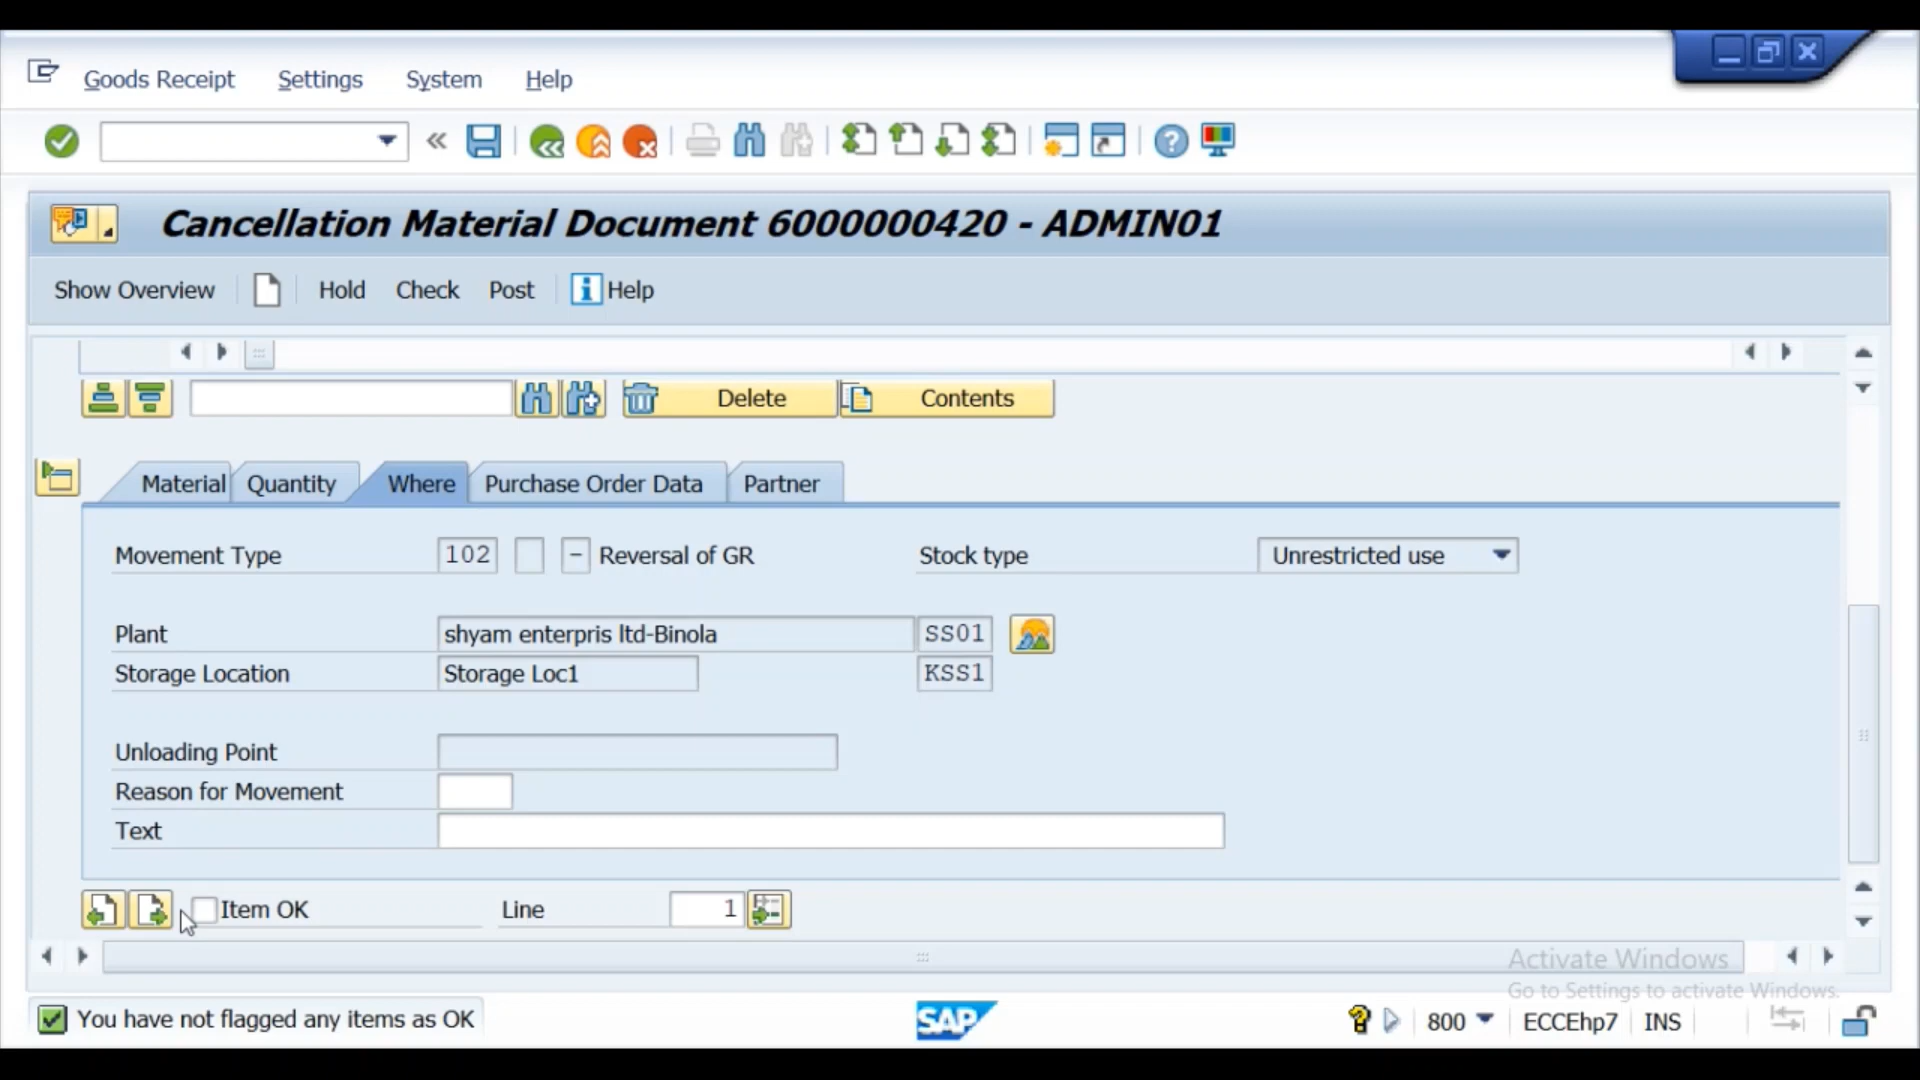 Goods Receipt Settings System Help
Cancellation Material Document 6000000420 - ADMIN01
Show Overview Hold Check Post Help
Delete Contents
Material Quantity Where Purchase Order Data Partner
Movement Type 102 - Reversal of GR Stock type Unrestricted use
Plant shyam enterpris ltd-Binola SS01
Storage Location Storage Loc1 KSS1
Unloading Point
Reason for Movement
Text
Item OK Line 1
Activate Windows
Go to Settings to activate Windows.
You have not flagged any items as OK SAP 800 ECCEhp7 INS